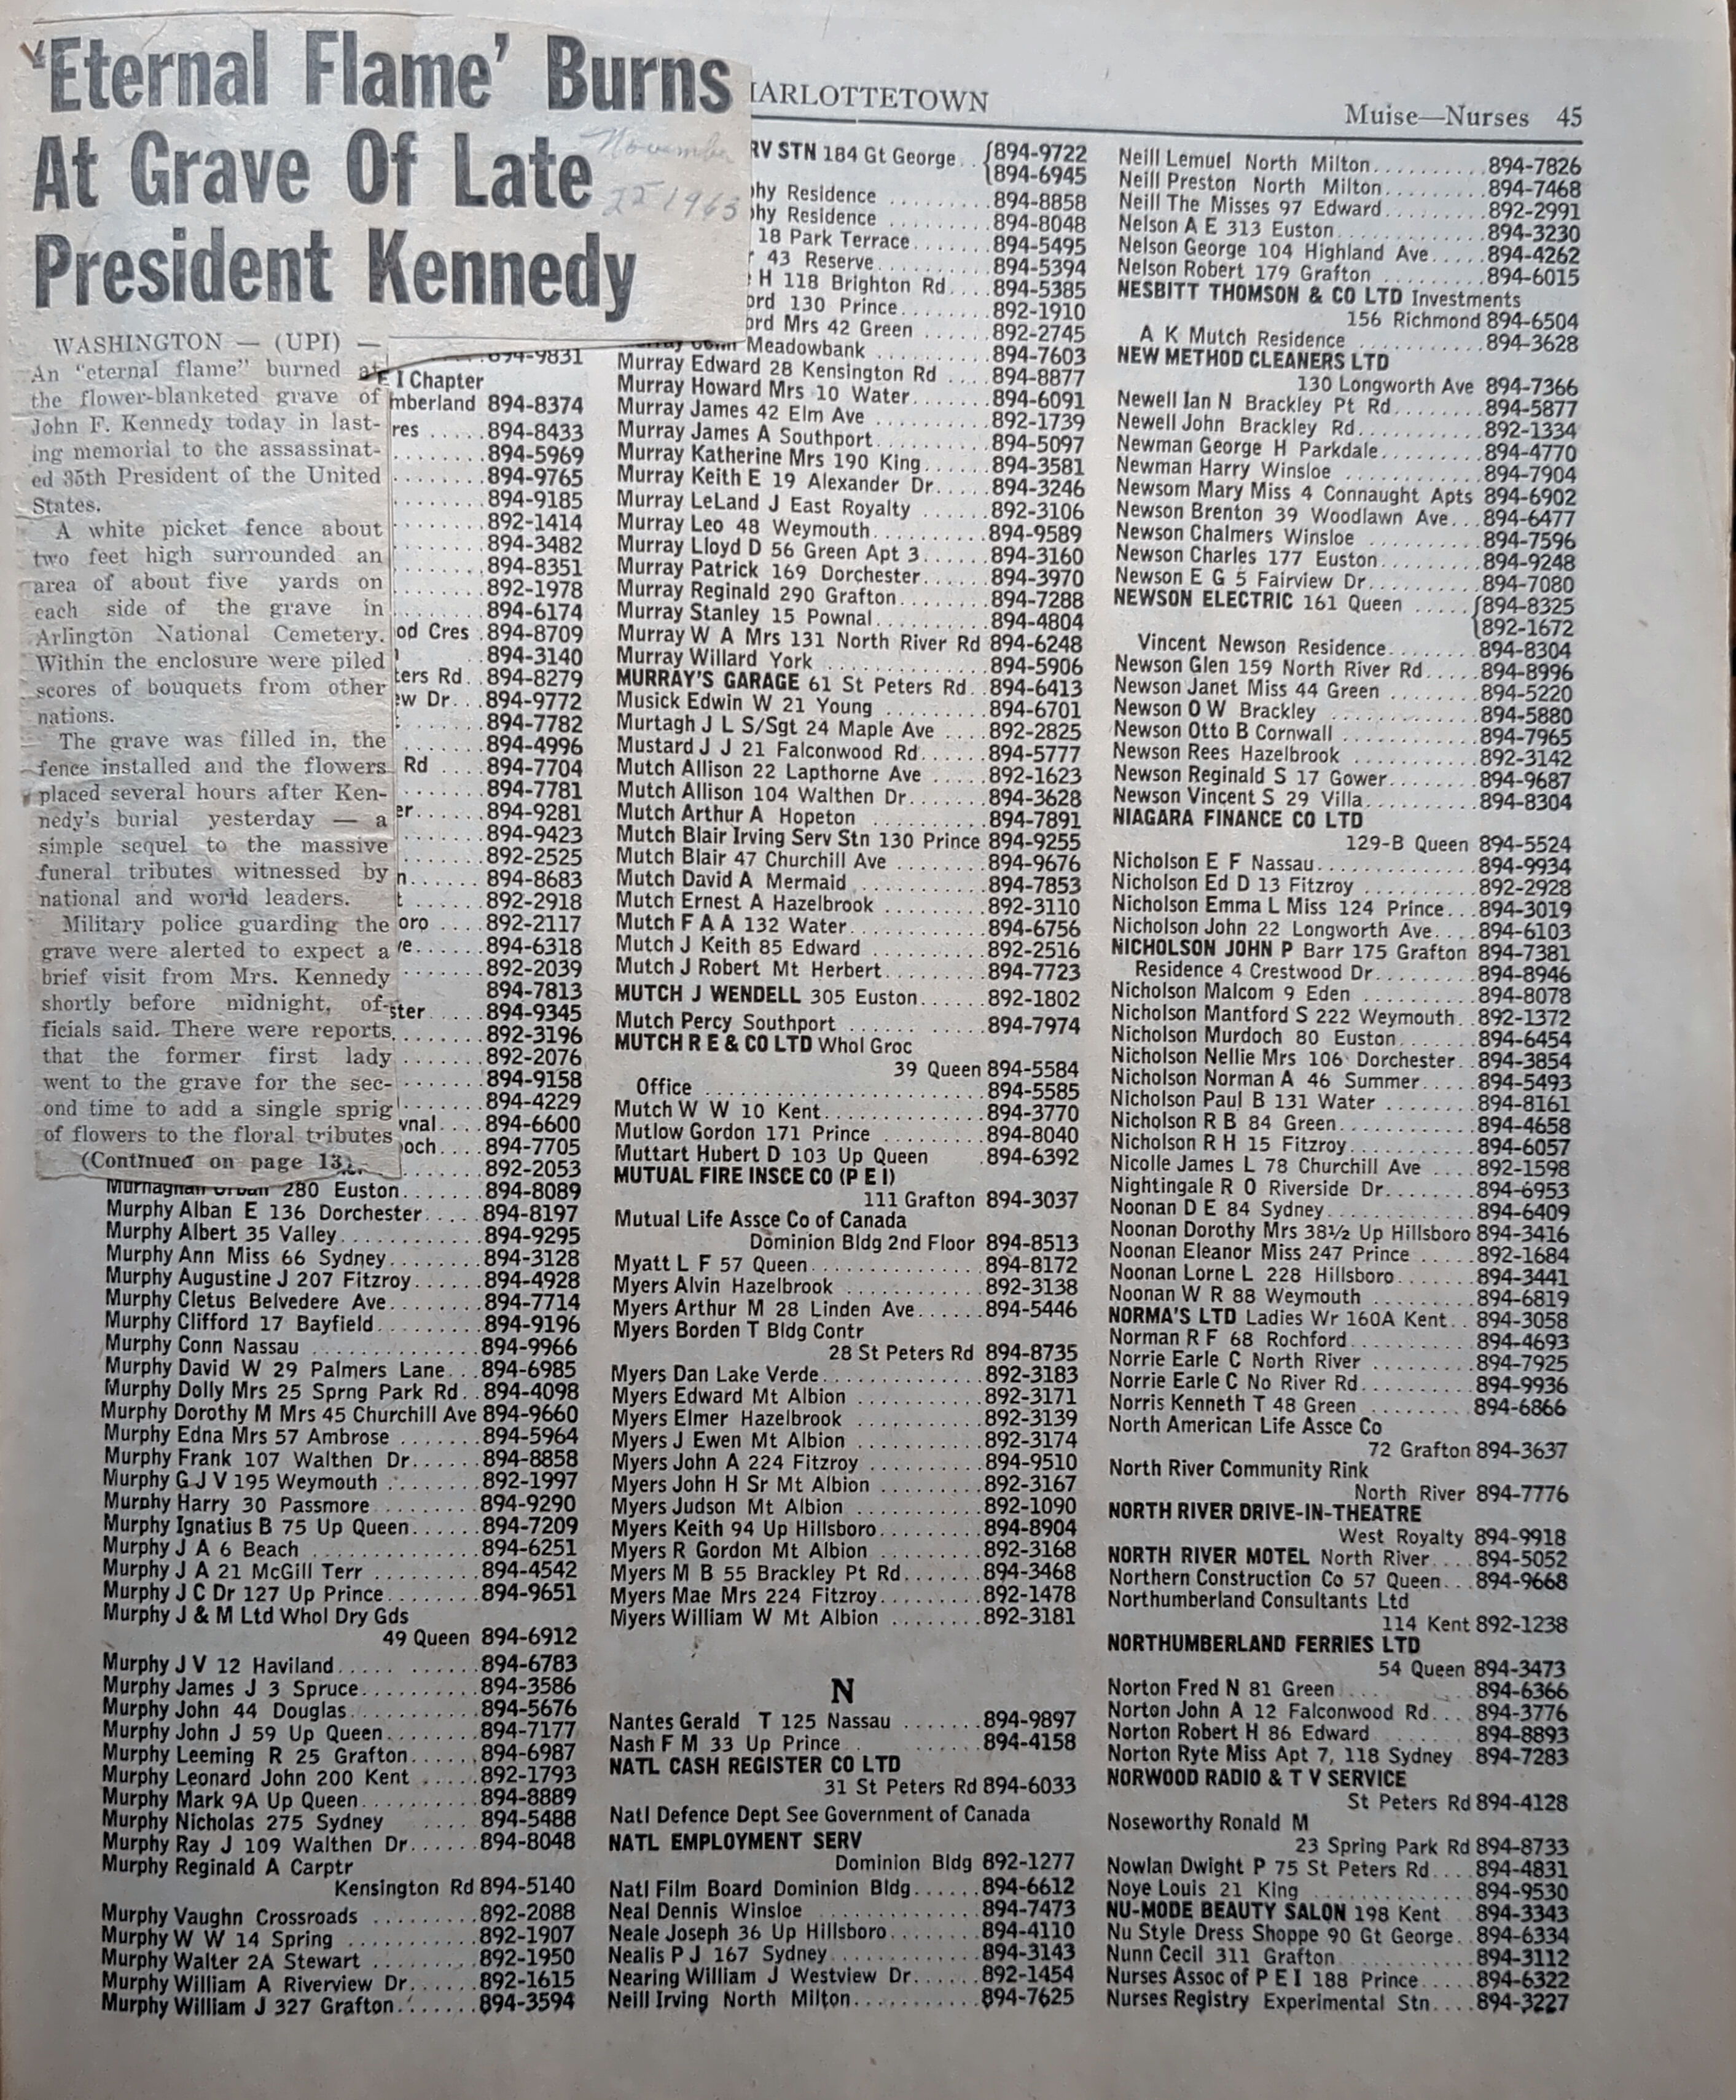 'Eternal Flame' Burns
At Grave Of Late
President Kennedy
November
22 1963
WASHINGTON — (UPI) —
An "eternal flame" burned at
the flower-blanketed grave of
John F. Kennedy today in last-
ing memorial to the assassinat-
ed 35th President of the United
States.
A white picket fence about
two feet high surrounded an
area of about five yards on
each side of the grave in
Arlington National Cemetery.
Within the enclosure were piled
scores of bouquets from other
nations.
The grave was filled in, the
fence installed and the flowers
placed several hours after Ken-
nedy's burial yesterday — a
simple sequel to the massive
funeral tributes witnessed by
national and world leaders.
Military police guarding the
grave were alerted to expect a
brief visit from Mrs. Kennedy
shortly before midnight, of-
ficials said. There were reports
that the former first lady
went to the grave for the sec-
ond time to add a single sprig
of flowers to the floral tributes
(Continued on page 13)
HARLOTTETOWN
Muise—Nurses 45
894-9831
E I Chapter
mberland 894-8374
res ..... 894-8433
894-5969
894-9765
894-9185
892-1414
894-3482
894-8351
892-1978
894-6174
od Cres . 894-8709
894-3140
ters Rd.. 894-8279
ew Dr... 894-9772
894-7782
894-4996
Rd .... 894-7704
894-7781
er....... 894-9281
894-9423
892-2525
n....... 894-8683
t ....... 892-2918
oro .... 892-2117
ve...... 894-6318
892-2039
894-7813
ster..... 894-9345
892-3196
892-2076
894-9158
894-4229
wnal.... 894-6600
och.... 894-7705
892-2053
Murnaghan Urban 280 Euston...... 894-8089
Murphy Alban E 136 Dorchester..... 894-8197
Murphy Albert 35 Valley............ 894-9295
Murphy Ann Miss 66 Sydney........ 894-3128
Murphy Augustine J 207 Fitzroy...... 894-4928
Murphy Cletus Belvedere Ave........ 894-7714
Murphy Clifford 17 Bayfield......... 894-9196
Murphy Conn Nassau ............. 894-9966
Murphy David W 29 Palmers Lane... 894-6985
Murphy Dolly Mrs 25 Sprng Park Rd.. 894-4098
Murphy Dorothy M Mrs 45 Churchill Ave 894-9660
Murphy Edna Mrs 57 Ambrose ....... 894-5964
Murphy Frank 107 Walthen Dr...... 894-8858
Murphy G J V 195 Weymouth ........ 892-1997
Murphy Harry 30 Passmore......... 894-9290
Murphy Ignatius B 75 Up Queen...... 894-7209
Murphy J A 6 Beach ............. 894-6251
Murphy J A 21 McGill Terr ......... 894-4542
Murphy J C Dr 127 Up Prince........ 894-9651
Murphy J & M Ltd Whol Dry Gds
49 Queen 894-6912
Murphy J V 12 Haviland............ 894-6783
Murphy James J 3 Spruce.......... 894-3586
Murphy John 44 Douglas........... 894-5676
Murphy John J 59 Up Queen........ 894-7177
Murphy Leeming R 25 Grafton...... 894-6987
Murphy Leonard John 200 Kent ..... 892-1793
Murphy Mark 9A Up Queen.......... 894-8889
Murphy Nicholas 275 Sydney ..... 894-5488
Murphy Ray J 109 Walthen Dr...... 894-8048
Murphy Reginald A Carptr
Kensington Rd 894-5140
Murphy Vaughn Crossroads ......... 892-2088
Murphy W W 14 Spring ........... 892-1907
Murphy Walter 2A Stewart ......... 892-1950
Murphy William A Riverview Dr...... 892-1615
Murphy William J 327 Grafton....... 894-3594
RV STN 184 Gt George.. {894-9722
{894-6945
phy Residence ......... 894-8858
phy Residence ......... 894-8048
18 Park Terrace....... 894-5495
43 Reserve.......... 894-5394
H 118 Brighton Rd.... 894-5385
ord 130 Prince....... 892-1910
ord Mrs 42 Green ...... 892-2745
Meadowbank ......... 894-7603
Murray Edward 28 Kensington Rd .... 894-8877
Murray Howard Mrs 10 Water........ 894-6091
Murray James 42 Elm Ave ......... 892-1739
Murray James A Southport......... 894-5097
Murray Katherine Mrs 190 King...... 894-3581
Murray Keith E 19 Alexander Dr..... 894-3246
Murray LeLand J East Royalty ....... 892-3106
Murray Leo 48 Weymouth.......... 894-9589
Murray Lloyd D 56 Green Apt 3...... 894-3160
Murray Patrick 169 Dorchester...... 894-3970
Murray Reginald 290 Grafton........ 894-7288
Murray Stanley 15 Pownal.......... 894-4804
Murray W A Mrs 131 North River Rd 894-6248
Murray Willard York .............. 894-5906
MURRAY'S GARAGE 61 St Peters Rd.. 894-6413
Musick Edwin W 21 Young ......... 894-6701
Murtagh J L S/Sgt 24 Maple Ave .... 892-2825
Mustard J J 21 Falconwood Rd...... 894-5777
Mutch Allison 22 Lapthorne Ave ..... 892-1623
Mutch Allison 104 Walthen Dr....... 894-3628
Mutch Arthur A Hopeton .......... 894-7891
Mutch Blair Irving Serv Stn 130 Prince 894-9255
Mutch Blair 47 Churchill Ave ........ 894-9676
Mutch David A Mermaid ........... 894-7853
Mutch Ernest A Hazelbrook ......... 892-3110
Mutch F A A 132 Water............ 894-6756
Mutch J Keith 85 Edward .......... 892-2516
Mutch J Robert Mt Herbert......... 894-7723
MUTCH J WENDELL 305 Euston...... 892-1802
Mutch Percy Southport ...... ...... 894-7974
MUTCH R E & CO LTD Whol Groc
39 Queen 894-5584
Office ....................... 894-5585
Mutch W W 10 Kent.............. 894-3770
Mutlow Gordon 171 Prince ......... 894-8040
Muttart Hubert D 103 Up Queen .894-6392
MUTUAL FIRE INSCE CO (P E I)
111 Grafton 894-3037
Mutual Life Assce Co of Canada
Dominion Bldg 2nd Floor 894-8513
Myatt L F 57 Queen............... 894-8172
Myers Alvin Hazelbrook ............ 892-3138
Myers Arthur M 28 Linden Ave...... 894-5446
Myers Borden T Bldg Contr
28 St Peters Rd 894-8735
Myers Dan Lake Verde............. 892-3183
Myers Edward Mt Albion ........... 892-3171
Myers Elmer Hazelbrook ........... 892-3139
Myers J Ewen Mt Albion ........... 892-3174
Myers John A 224 Fitzroy .......... 894-9510
Myers John H Sr Mt Albion ......... 892-3167
Myers Judson Mt Albion ........... 892-1090
Myers Keith 94 Up Hillsboro......... 894-8904
Myers R Gordon Mt Albion ......... 892-3168
Myers M B 55 Brackley Pt Rd....... 894-3468
Myers Mae Mrs 224 Fitzroy......... 892-1478
Myers William W Mt Albion ........ 892-3181
N
Nantes Gerald T 125 Nassau ....... 894-9897
Nash F M 33 Up Prince.. ......... 894-4158
NATL CASH REGISTER CO LTD
31 St Peters Rd 894-6033
Natl Defence Dept See Government of Canada
NATL EMPLOYMENT SERV
Dominion Bldg 892-1277
Natl Film Board Dominion Bldg...... 894-6612
Neal Dennis Winsloe .............. 894-7473
Neale Joseph 36 Up Hillsboro........ 894-4110
Nealis P J 167 Sydney............. 894-3143
Nearing William J Westview Dr...... 892-1454
Neill Irving North Milton........... 894-7625
Neill Lemuel North Milton.......... 894-7826
Neill Preston North Milton......... 894-7468
Neill The Misses 97 Edward......... 892-2991
Nelson A E 313 Euston............ 894-3230
Nelson George 104 Highland Ave..... 894-4262
Nelson Robert 179 Grafton ......... 894-6015
NESBITT THOMSON & CO LTD Investments
156 Richmond 894-6504
A K Mutch Residence ............ 894-3628
NEW METHOD CLEANERS LTD
130 Longworth Ave 894-7366
Newell Ian N Brackley Pt Rd........ 894-5877
Newell John Brackley Rd........... 892-1334
Newman George H Parkdale......... 894-4770
Newman Harry Winsloe ............ 894-7904
Newsom Mary Miss 4 Connaught Apts 894-6902
Newson Brenton 39 Woodlawn Ave... 894-6477
Newson Chalmers Winsloe ......... 894-7596
Newson Charles 177 Euston......... 894-9248
Newson E G 5 Fairview Dr.......... 894-7080
NEWSON ELECTRIC 161 Queen ..... {894-8325
{892-1672
Vincent Newson Residence........ 894-8304
Newson Glen 159 North River Rd..... 894-8996
Newson Janet Miss 44 Green ....... 894-5220
Newson O W Brackley ............ 894-5880
Newson Otto B Cornwall ........... 894-7965
Newson Rees Hazelbrook .......... 892-3142
Newson Reginald S 17 Gower........ 894-9687
Newson Vincent S 29 Villa.......... 894-8304
NIAGARA FINANCE CO LTD
129-B Queen 894-5524
Nicholson E F Nassau.............. 894-9934
Nicholson Ed D 13 Fitzroy .......... 892-2928
Nicholson Emma L Miss 124 Prince... 894-3019
Nicholson John 22 Longworth Ave.... 894-6103
NICHOLSON JOHN P Barr 175 Grafton 894-7381
Residence 4 Crestwood Dr......... 894-8946
Nicholson Malcom 9 Eden .......... 894-8078
Nicholson Mantford S 222 Weymouth.. 892-1372
Nicholson Murdoch 80 Euston....... 894-6454
Nicholson Nellie Mrs 106 Dorchester.. 894-3854
Nicholson Norman A 46 Summer..... 894-5493
Nicholson Paul B 131 Water ........ 894-8161
Nicholson R B 84 Green............ 894-4658
Nicholson R H 15 Fitzroy........... 894-6057
Nicolle James L 78 Churchill Ave .... 892-1598
Nightingale R O Riverside Dr........ 894-6953
Noonan D E 84 Sydney............. 894-6409
Noonan Dorothy Mrs 38½ Up Hillsboro 894-3416
Noonan Eleanor Miss 247 Prince ..... 892-1684
Noonan Lorne L 228 Hillsboro....... 894-3441
Noonan W R 88 Weymouth ......... 894-6819
NORMA'S LTD Ladies Wr 160A Kent.. 894-3058
Norman R F 68 Rochford........... 894-4693
Norrie Earle C North River ......... 894-7925
Norrie Earle C No River Rd.......... 894-9936
Norris Kenneth T 48 Green ......... 894-6866
North American Life Assce Co
72 Grafton 894-3637
North River Community Rink
North River 894-7776
NORTH RIVER DRIVE-IN-THEATRE
West Royalty 894-9918
NORTH RIVER MOTEL North River.... 894-5052
Northern Construction Co 57 Queen... 894-9668
Northumberland Consultants Ltd
114 Kent 892-1238
NORTHUMBERLAND FERRIES LTD
54 Queen 894-3473
Norton Fred N 81 Green............ 894-6366
Norton John A 12 Falconwood Rd.... 894-3776
Norton Robert H 86 Edward ........ 894-8893
Norton Ryte Miss Apt 7, 118 Sydney . 894-7283
NORWOOD RADIO & T V SERVICE
St Peters Rd 894-4128
Noseworthy Ronald M
23 Spring Park Rd 894-8733
Nowlan Dwight P 75 St Peters Rd.... 894-4831
Noye Louis 21 King .............. 894-9530
NU-MODE BEAUTY SALON 198 Kent .. 894-3343
Nu Style Dress Shoppe 90 Gt George.. 894-6334
Nunn Cecil 311 Grafton............ 894-3112
Nurses Assoc of P E I 188 Prince..... 894-6322
Nurses Registry Experimental Stn.... 894-3227